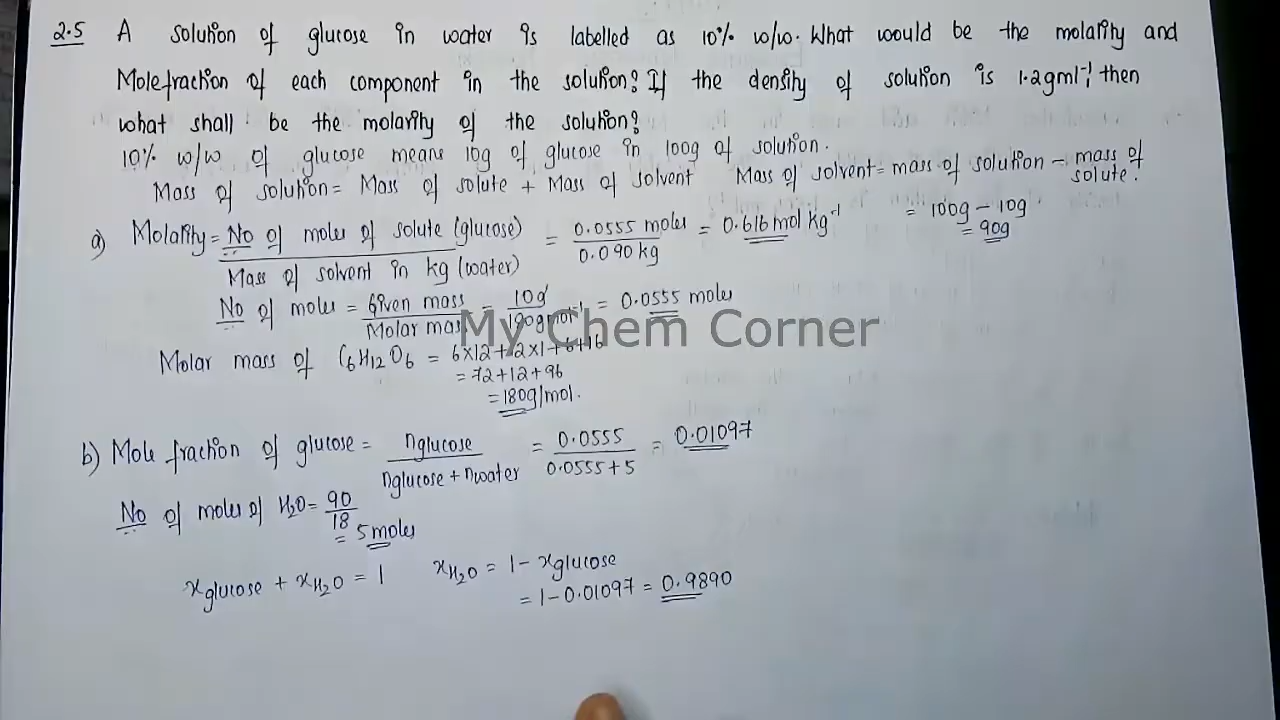 2.5 A solution of glucose in water is labelled as 10% w/w. What would be the molality and
Mole fraction of each component in the solution? If the density of solution is 1.2gml⁻¹, then
what shall be the molarity of the solution?
10% w/w of glucose means 10g of glucose in 100g of solution.
Mass of solution = Mass of solute + Mass of solvent Mass of solvent = mass of solution - mass of solute.
= 100g - 10g
= 90g
a) Molality = No of moles of solute (glucose) / Mass of solvent in kg (water) = 0.0555 moles / 0.090 kg = 0.616 mol kg⁻¹
No of moles = Given mass / Molar mass = 10g / 180g mol⁻¹ = 0.0555 moles
My Chem Corner
Molar mass of C6H12O6 = 6×12+12×1+6+16
= 72+12+96
= 180g/mol.
b) Mole fraction of glucose = nglucose / nglucose + nwater = 0.0555 / 0.0555+5 = 0.01097
No of moles of H2O = 90/18
= 5 moles
xglucose + xH2O = 1 xH2O = 1 - xglucose
= 1 - 0.01097 = 0.9890